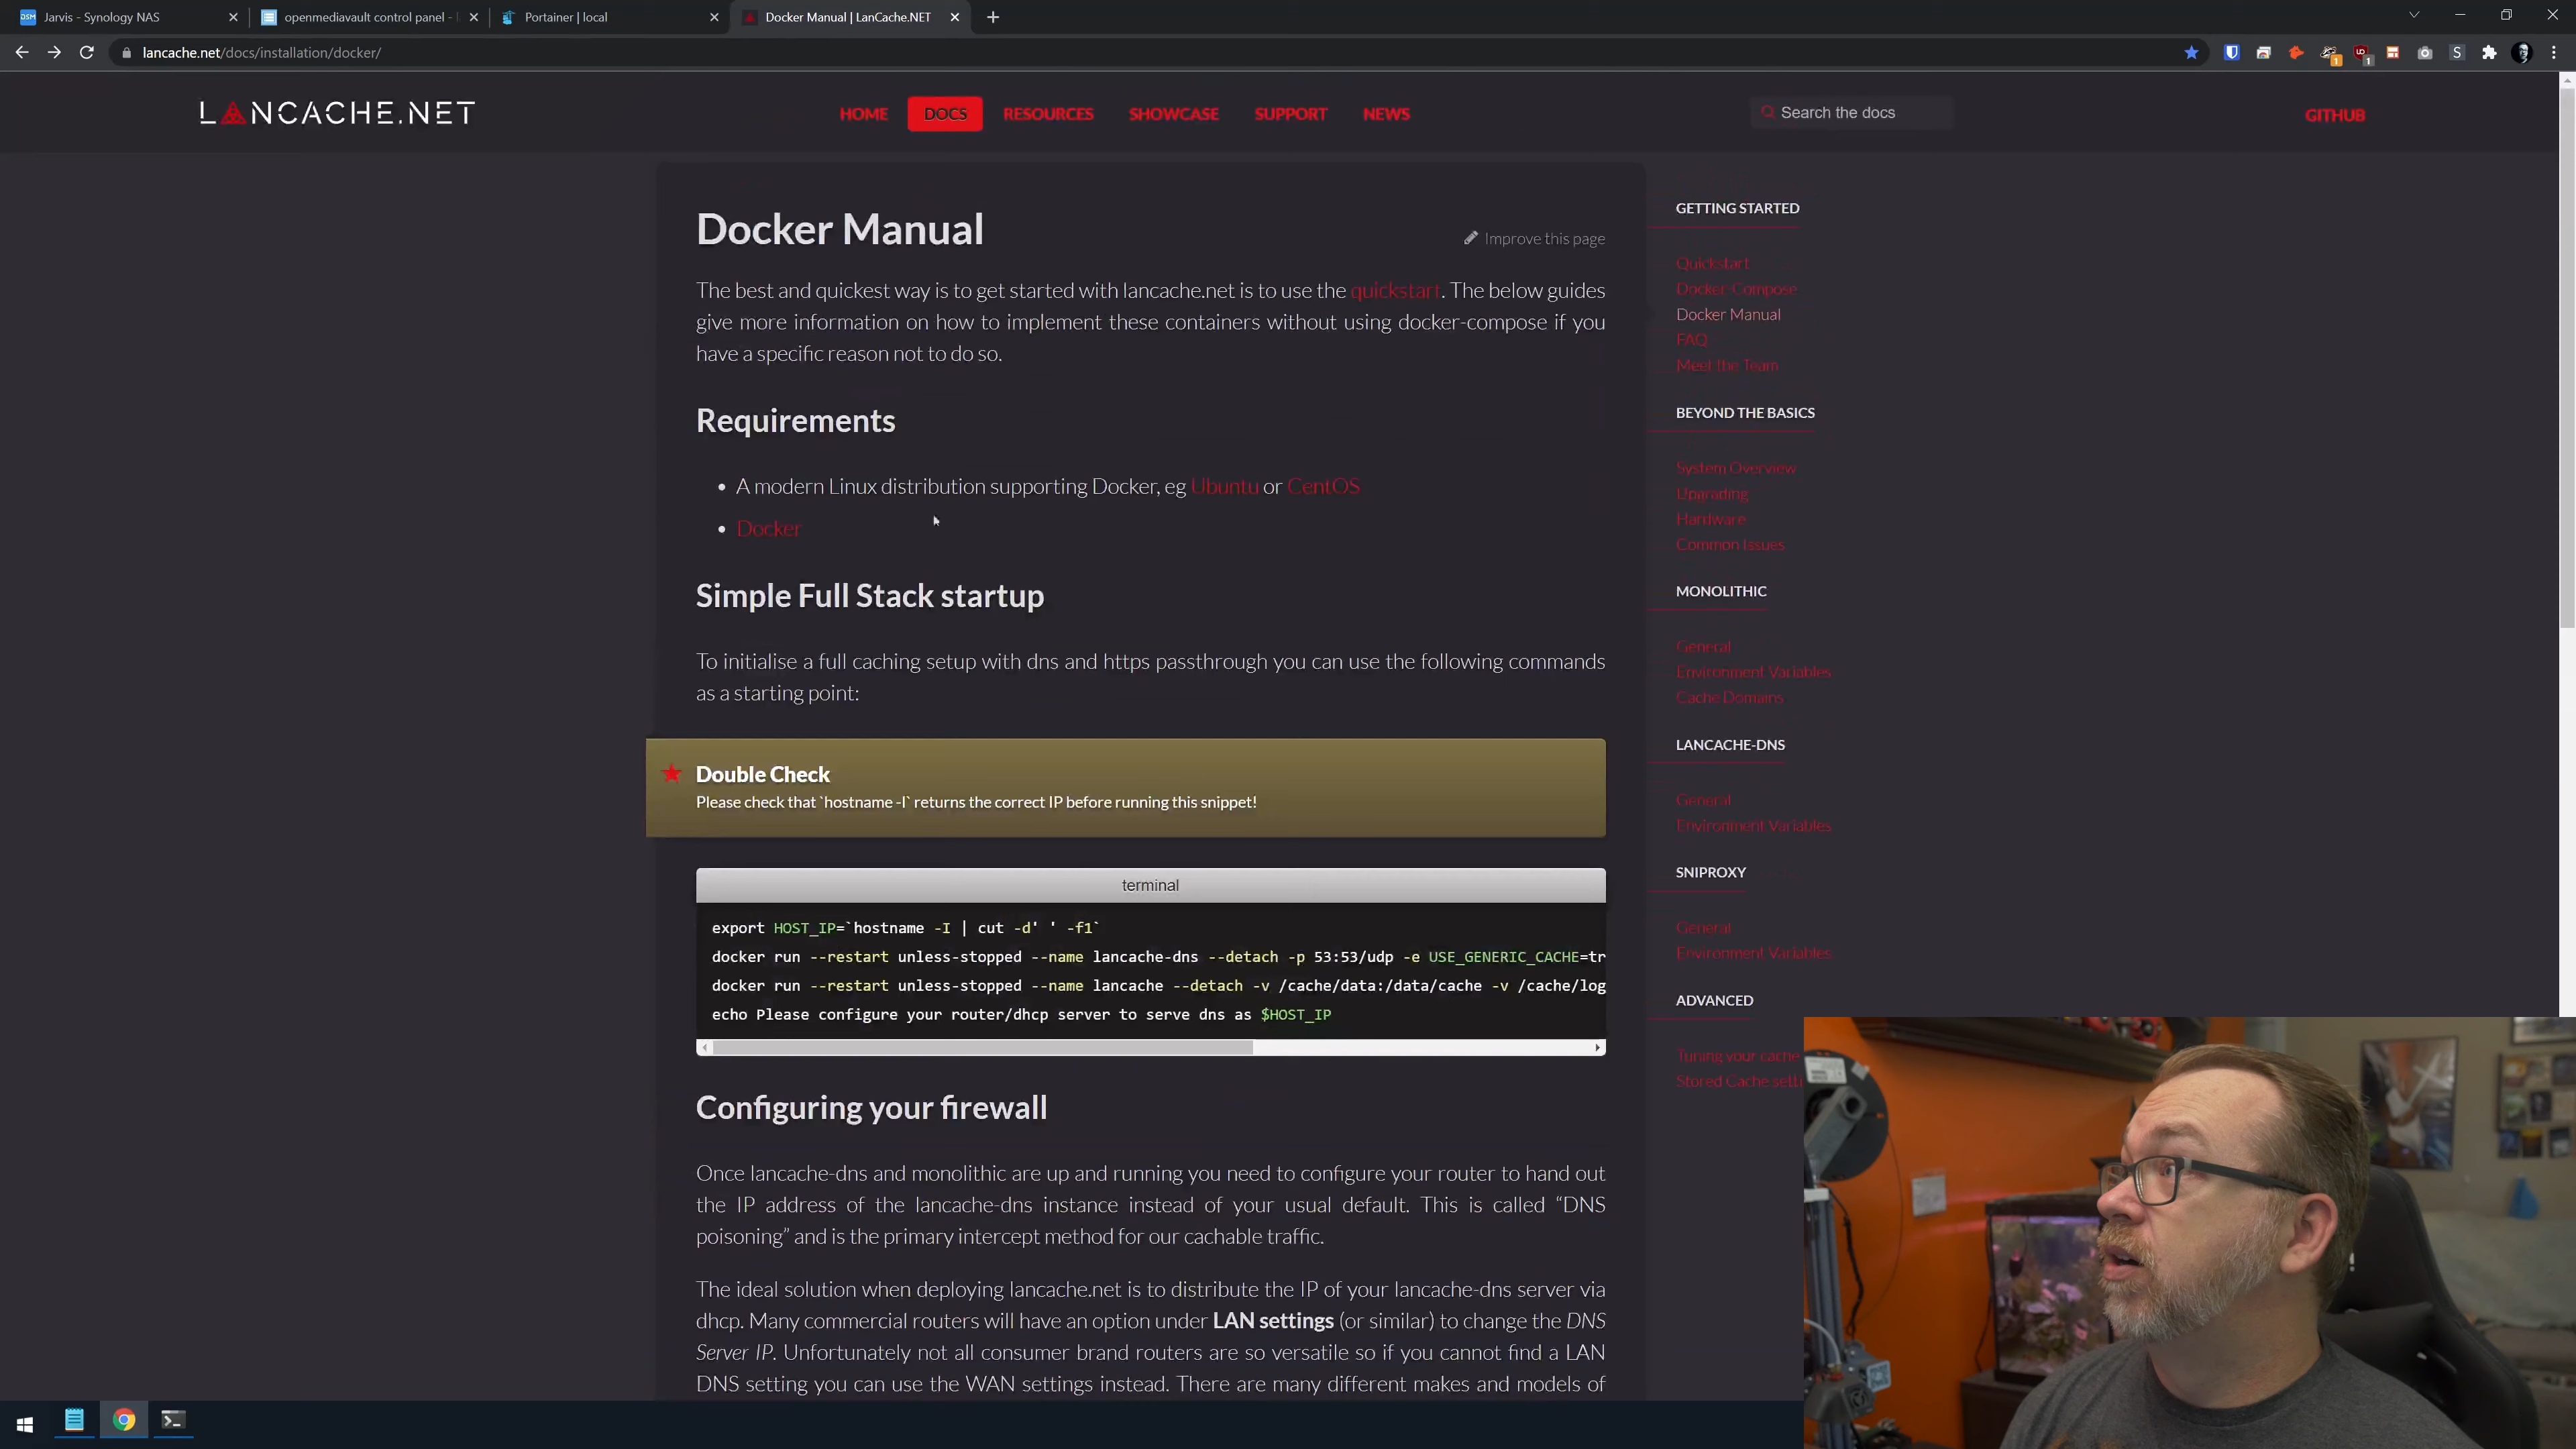 Jarvis - Synology NAS
openmediavault control panel -
Portainer | local
Docker Manual | LanCache.NET
lancache.net/docs/installation/docker/
LANCACHE.NET
HOME
DOCS
RESOURCES
SHOWCASE
SUPPORT
NEWS
Search the docs
GITHUB
Docker Manual
Improve this page
The best and quickest way is to get started with lancache.net is to use the quickstart. The below guides
give more information on how to implement these containers without using docker-compose if you
have a specific reason not to do so.
Requirements
• A modern Linux distribution supporting Docker, eg Ubuntu or CentOS
• Docker
Simple Full Stack startup
To initialise a full caching setup with dns and https passthrough you can use the following commands
as a starting point:
Double Check
Please check that `hostname -I` returns the correct IP before running this snippet!
terminal
export HOST_IP=`hostname -I | cut -d' ' -f1`
docker run --restart unless-stopped --name lancache-dns --detach -p 53:53/udp -e USE_GENERIC_CACHE=tr
docker run --restart unless-stopped --name lancache --detach -v /cache/data:/data/cache -v /cache/log
echo Please configure your router/dhcp server to serve dns as $HOST_IP
Configuring your firewall
Once lancache-dns and monolithic are up and running you need to configure your router to hand out
the IP address of the lancache-dns instance instead of your usual default. This is called “DNS
poisoning” and is the primary intercept method for our cachable traffic.
The ideal solution when deploying lancache.net is to distribute the IP of your lancache-dns server via
dhcp. Many commercial routers will have an option under LAN settings (or similar) to change the DNS
Server IP. Unfortunately not all consumer brand routers are so versatile so if you cannot find a LAN
DNS setting you can use the WAN settings instead. There are many different makes and models of
GETTING STARTED
Quickstart
Docker-Compose
Docker Manual
FAQ
Meet the Team
BEYOND THE BASICS
System Overview
Upgrading
Hardware
Common Issues
MONOLITHIC
General
Environment Variables
Cache Domains
LANCACHE-DNS
General
Environment Variables
SNIPROXY
General
Environment Variables
ADVANCED
Tuning your cache
Stored Cache setti